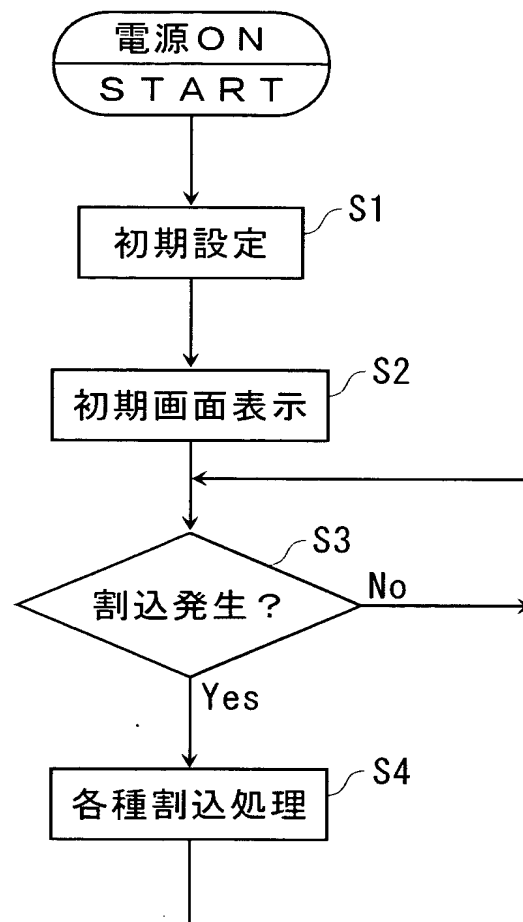 電源ON
START
S1
初期設定
S2
初期画面表示
S3
割込発生？
No
Yes
S4
各種割込処理